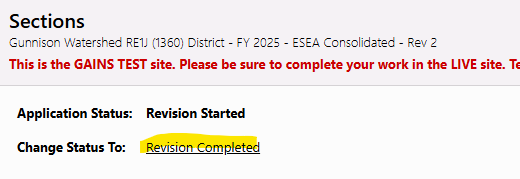 Sections
Gunnison Watershed RE1J (1360) District - FY 2025 - ESEA Consolidated - Rev 2
This is the GAINS TEST site. Please be sure to complete your work in the LIVE site. Te
Application Status: Revision Started
Change Status To: Revision Completed